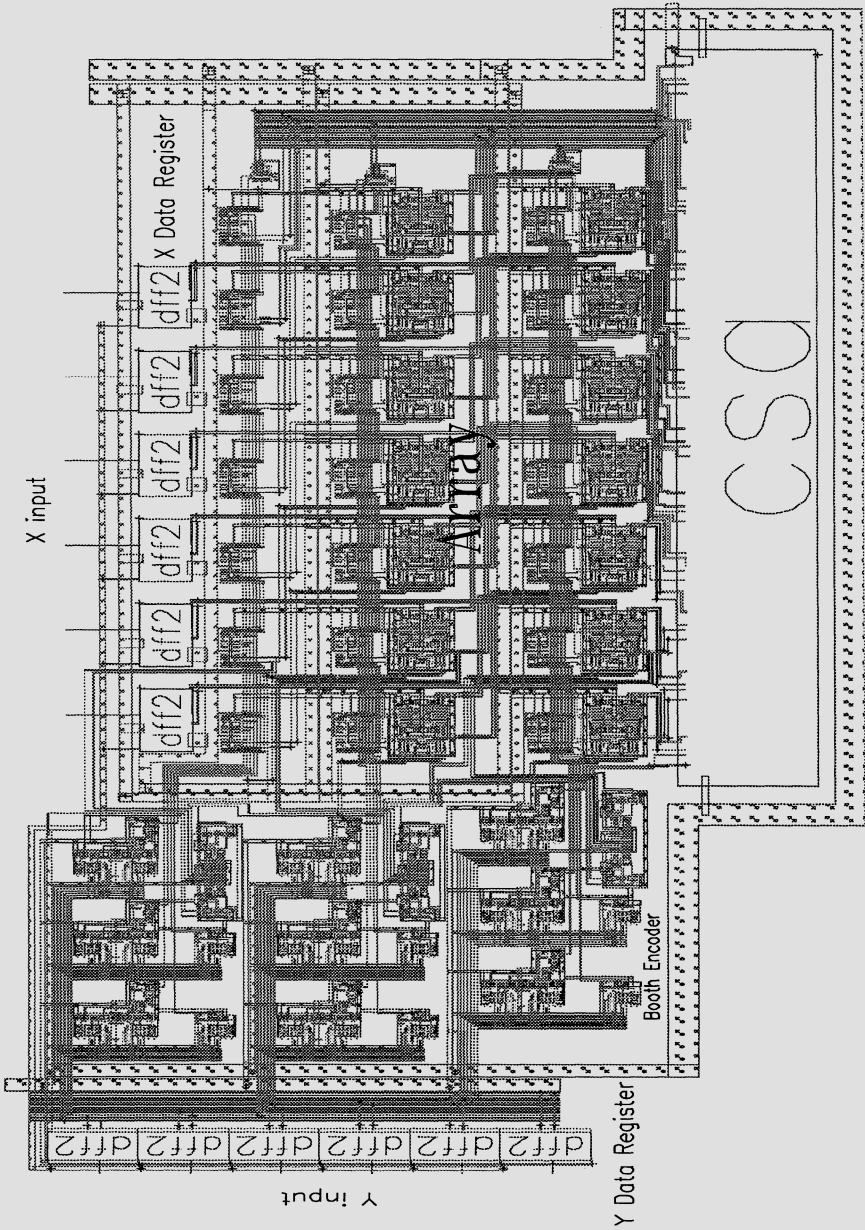 X input
dff2 dff2 dff2 dff2 dff2 dff2
X Data Register
Y input
dff2
dff2
dff2
dff2
dff2
dff2
Array
Booth Encoder
Y Data Register
csa